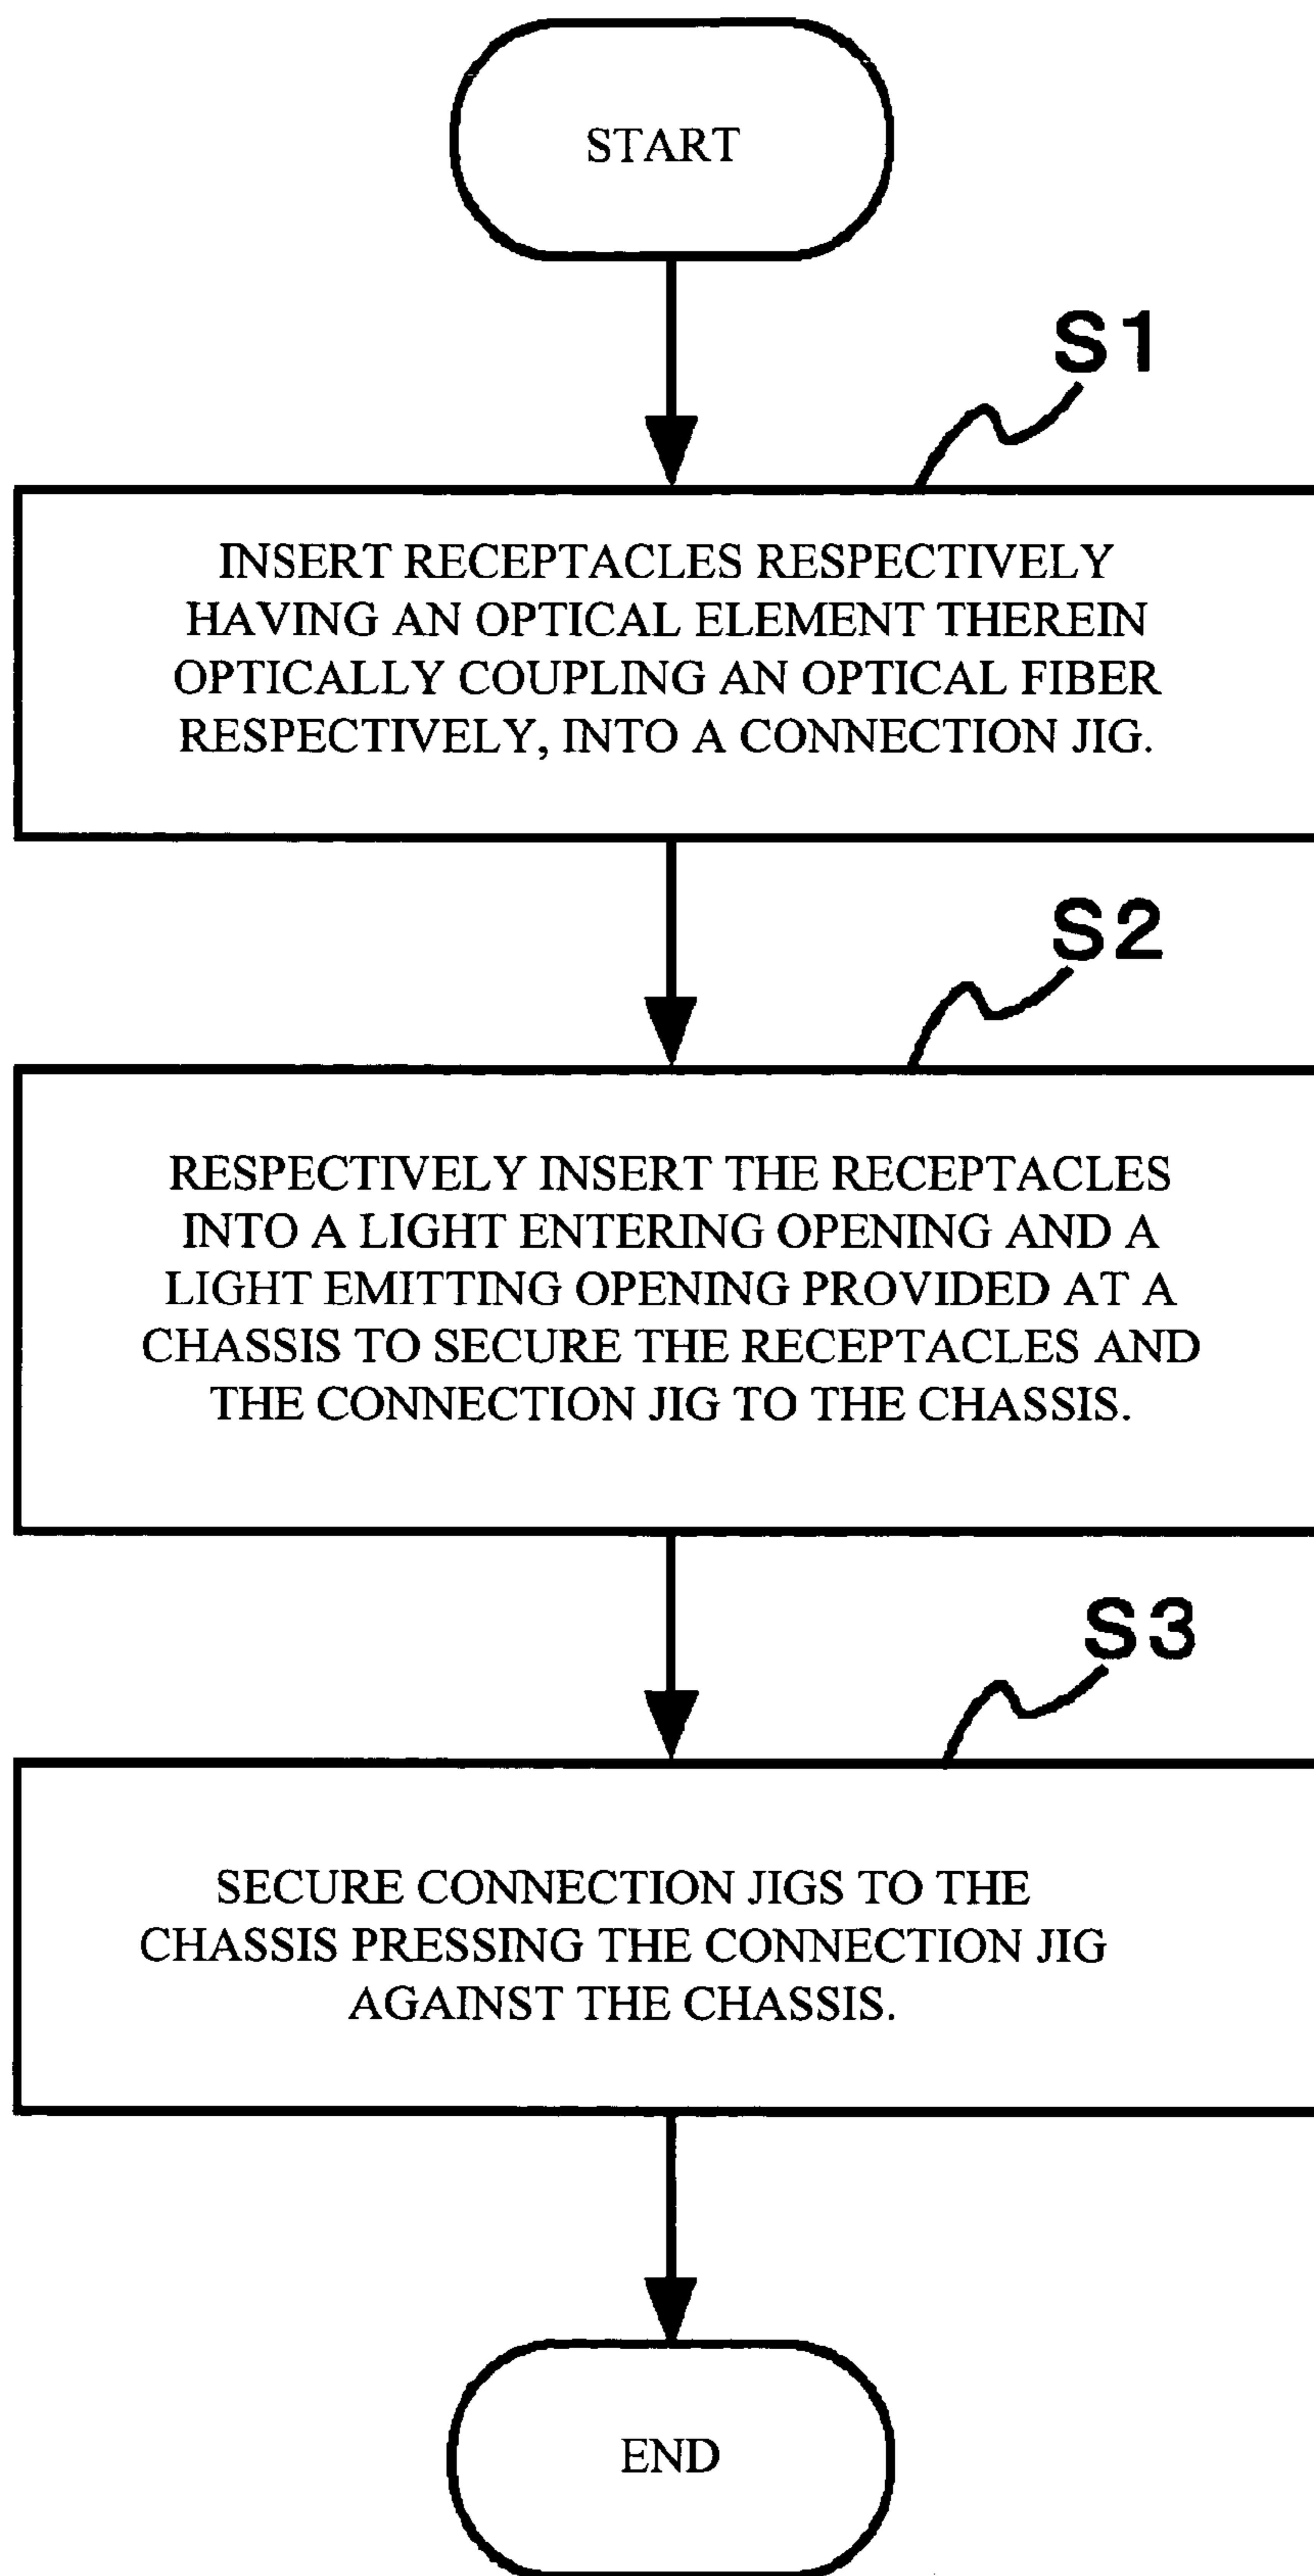 START
S1
INSERT RECEPTACLES RESPECTIVELY
HAVING AN OPTICAL ELEMENT THEREIN
OPTICALLY COUPLING AN OPTICAL FIBER
RESPECTIVELY, INTO A CONNECTION JIG.
S2
RESPECTIVELY INSERT THE RECEPTACLES
INTO A LIGHT ENTERING OPENING AND A
LIGHT EMITTING OPENING PROVIDED AT A
CHASSIS TO SECURE THE RECEPTACLES AND
THE CONNECTION JIG TO THE CHASSIS.
S3
SECURE CONNECTION JIGS TO THE
CHASSIS PRESSING THE CONNECTION JIG
AGAINST THE CHASSIS.
END